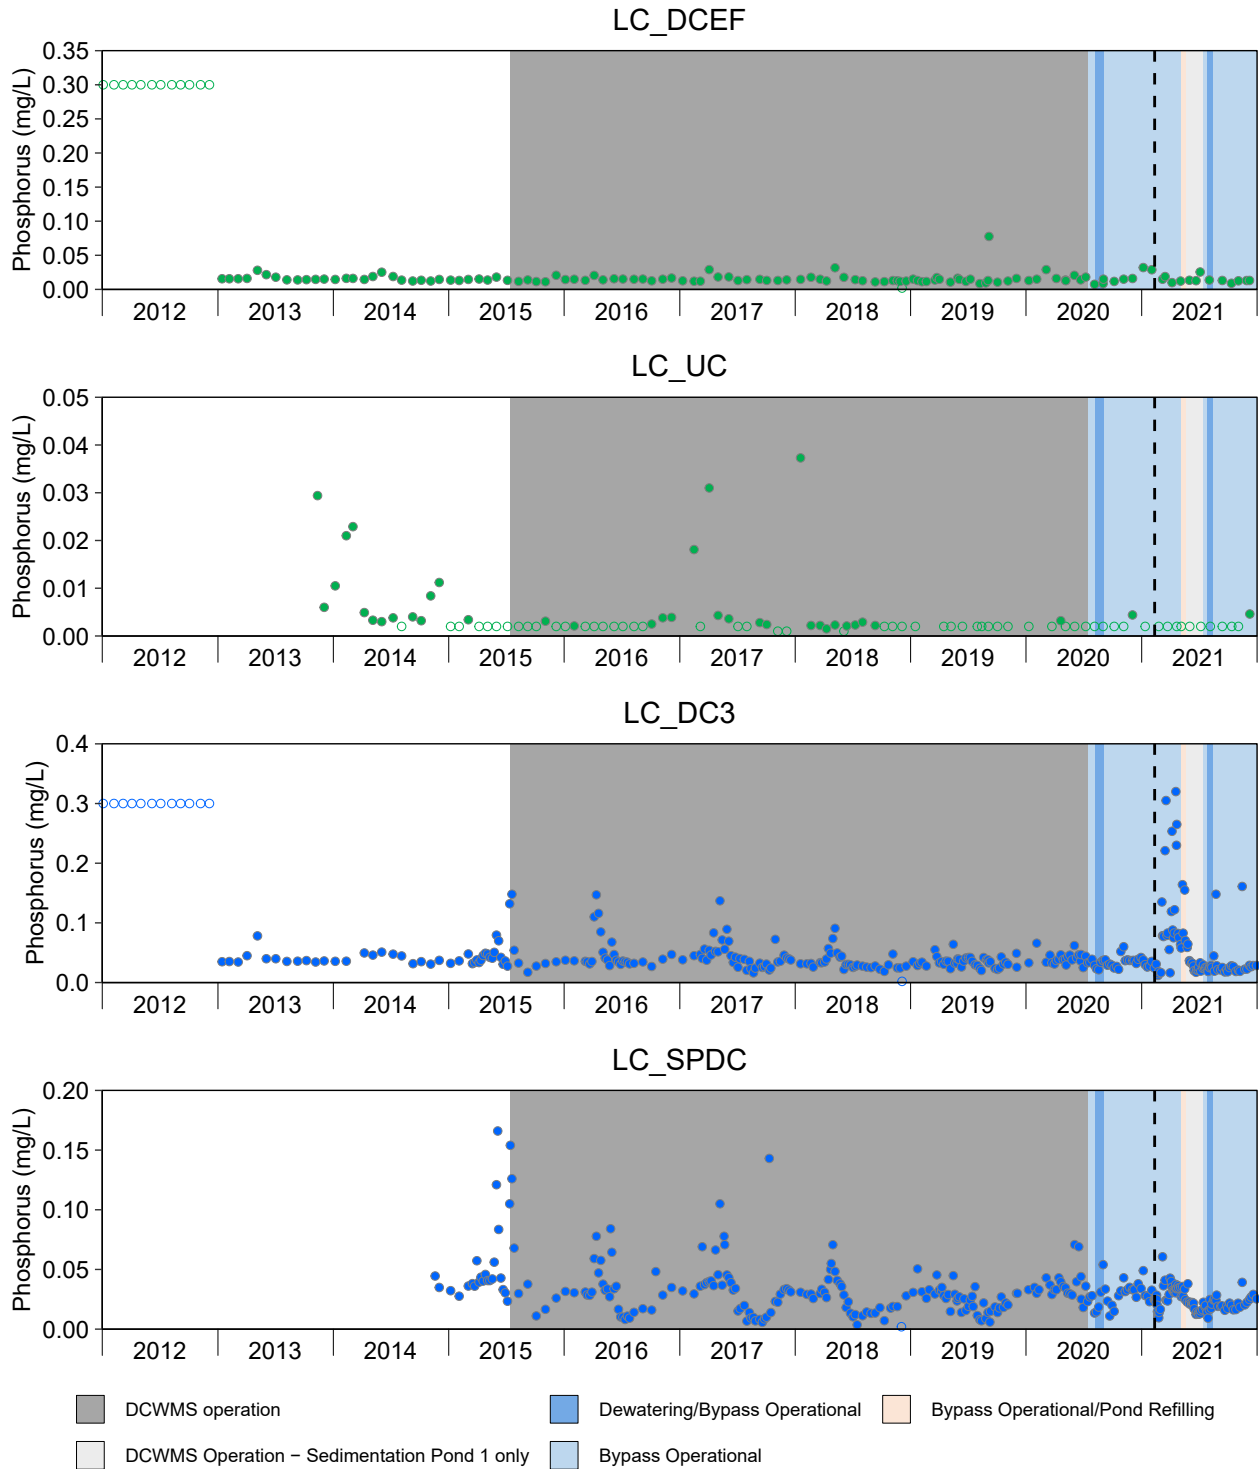 LC_DCEF
Phosphorus (mg/L)
0.35
0.30
0.25
0.20
0.15
0.10
0.05
0.00
2012 2013 2014 2015 2016 2017 2018 2019 2020 2021
LC_UC
Phosphorus (mg/L)
0.05
0.04
0.03
0.02
0.01
0.00
2012 2013 2014 2015 2016 2017 2018 2019 2020 2021
LC_DC3
Phosphorus (mg/L)
0.4
0.3
0.2
0.1
0.0
2012 2013 2014 2015 2016 2017 2018 2019 2020 2021
LC_SPDC
Phosphorus (mg/L)
0.20
0.15
0.10
0.05
0.00
2012 2013 2014 2015 2016 2017 2018 2019 2020 2021
DCWMS operation Dewatering/Bypass Operational Bypass Operational/Pond Refilling
DCWMS Operation − Sedimentation Pond 1 only Bypass Operational